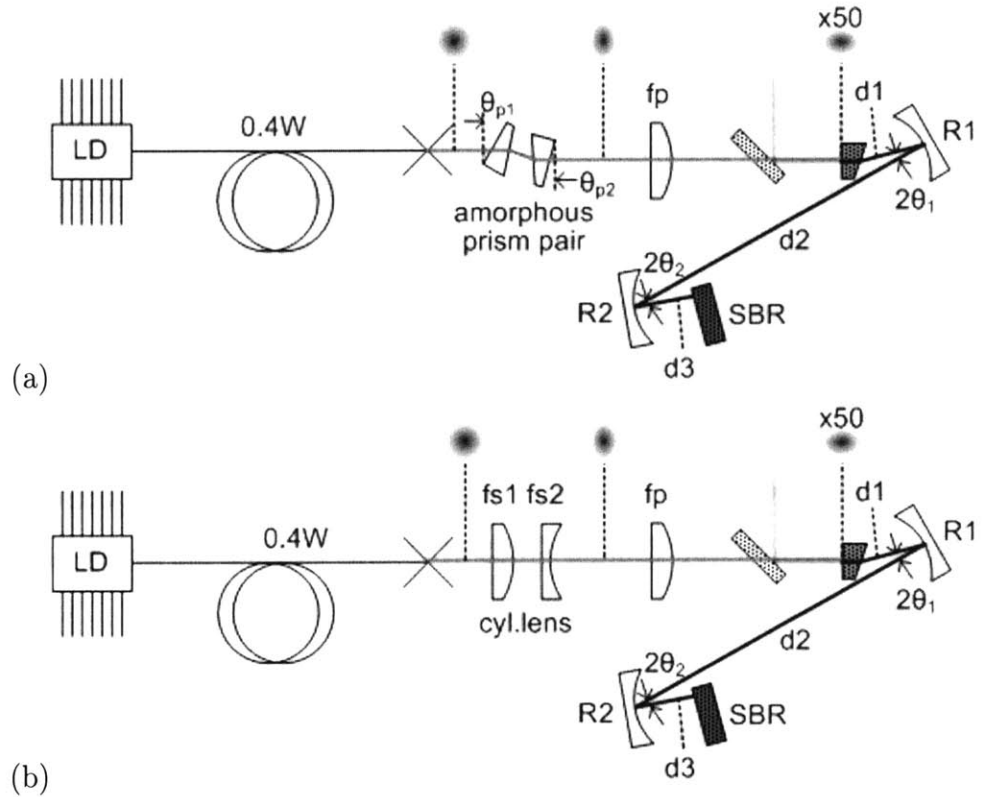 x50
θp1
fp
d1
0.4W
R1
LD
2θ1
θp2
amorphous
prism pair
d2
2θ2
R2
SBR
d3
(a)
x50
fs1 fs2
fp
d1
0.4W
R1
LD
2θ1
cyl.lens
d2
2θ2
R2
SBR
d3
(b)